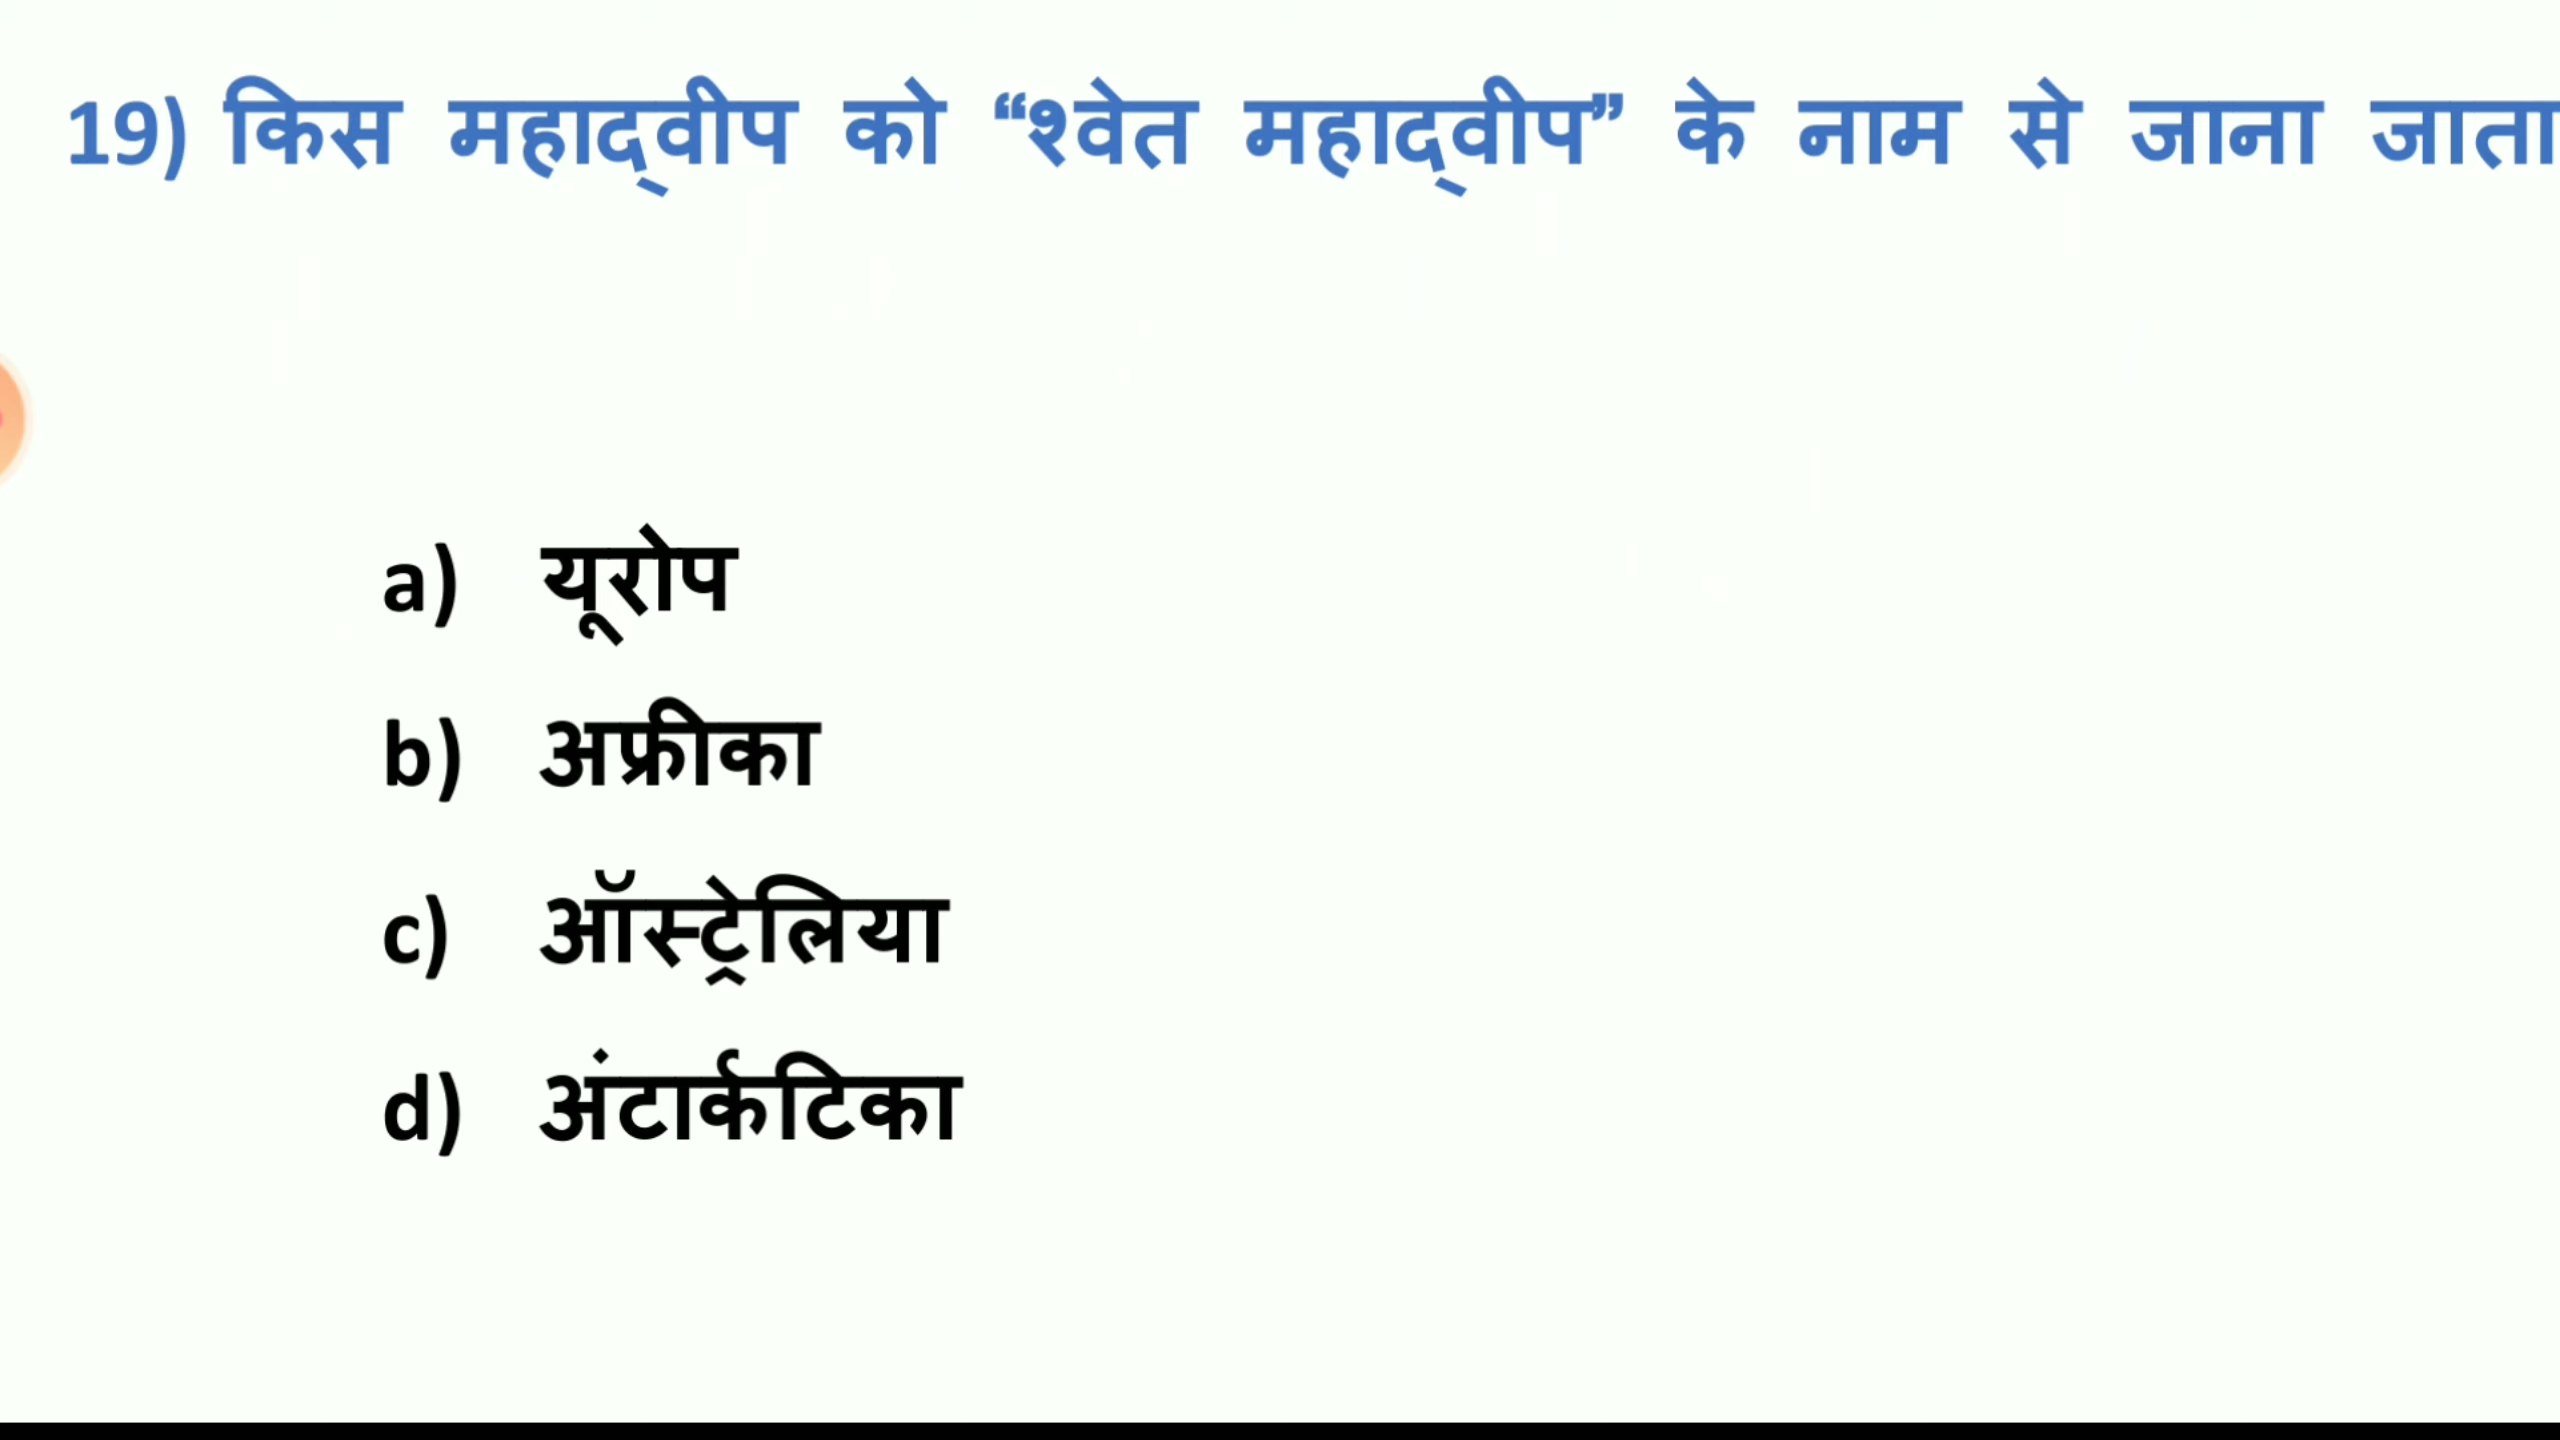 19) किस महाद्वीप को “श्वेत महाद्वीप” के नाम से जाना जाता
a) यूरोप
b) अफ्रीका
c) ऑस्ट्रेलिया
d) अंटार्कटिका